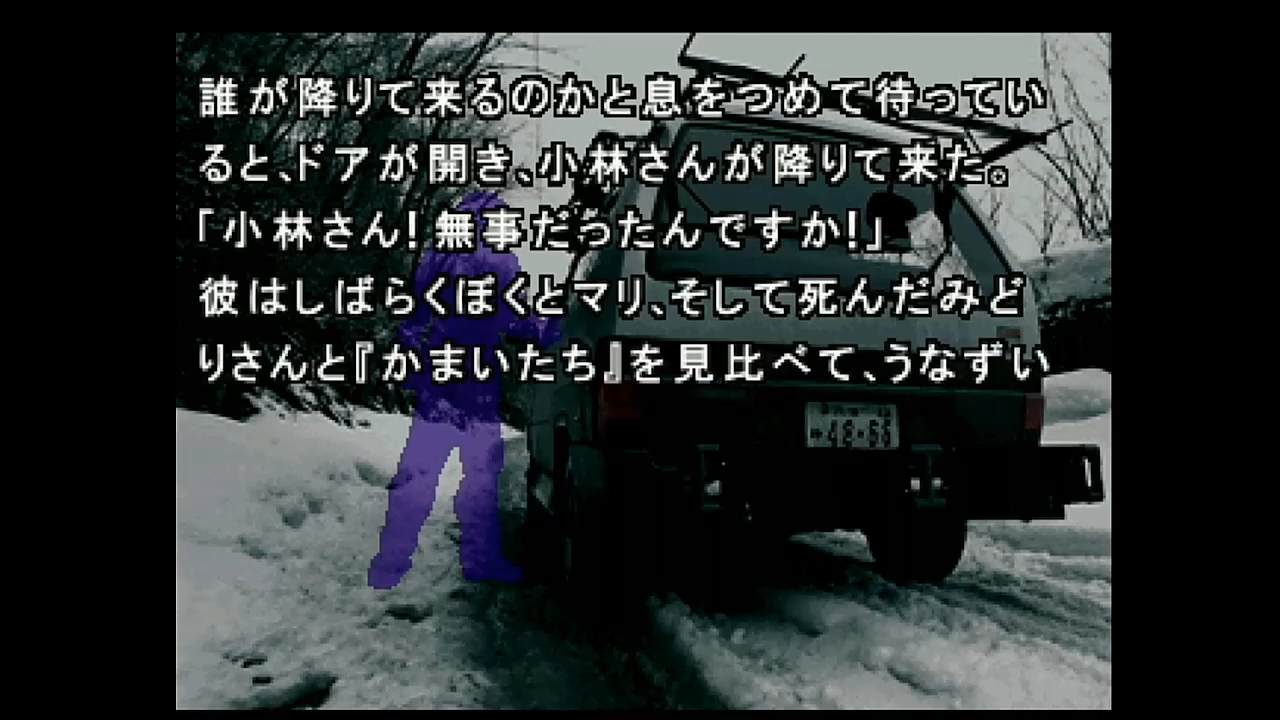 誰が降りて来るのかと息をつめて待ってい
ると、ドアが開き、小林さんが降りて来た。
「小林さん！無事だったんですか！」
彼はしばらくぼくとマリ、そして死んだみど
りさんと『かまいたち』を見比べて、うなずい